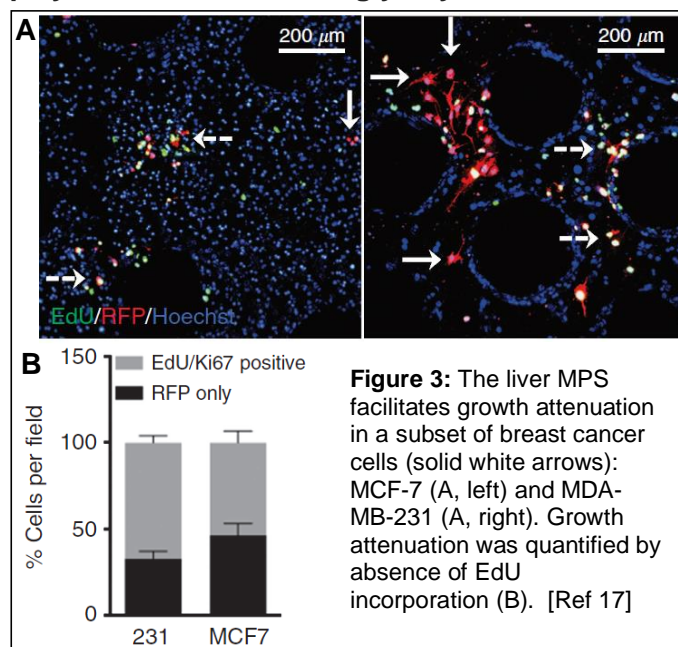 A
200 μm
200 μm
EdU/RFP/Hoechst
B
150
100
50
0
% Cells per field
EdU/Ki67 positive
RFP only
231
MCF7
Figure 3: The liver MPS
facilitates growth attenuation
in a subset of breast cancer
cells (solid white arrows):
MCF-7 (A, left) and MDA-
MB-231 (A, right). Growth
attenuation was quantified by
absence of EdU
incorporation (B). [Ref 17]